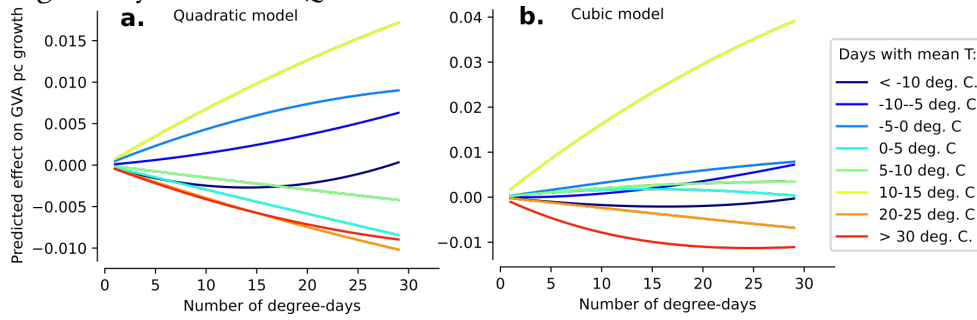 a.
Quadratic model
Predicted effect on GVA pc growth
0.015
0.010
0.005
0.000
−0.005
−0.010
0
5
10
15
20
25
30
Number of degree-days
b.
Cubic model
0.04
0.02
0.01
0.00
−0.01
0
5
10
15
20
25
30
Number of degree-days
Days with mean T:
< -10 deg. C.
-10--5 deg. C
-5-0 deg. C
0-5 deg. C
5-10 deg. C
10-15 deg. C
20-25 deg. C
> 30 deg. C.